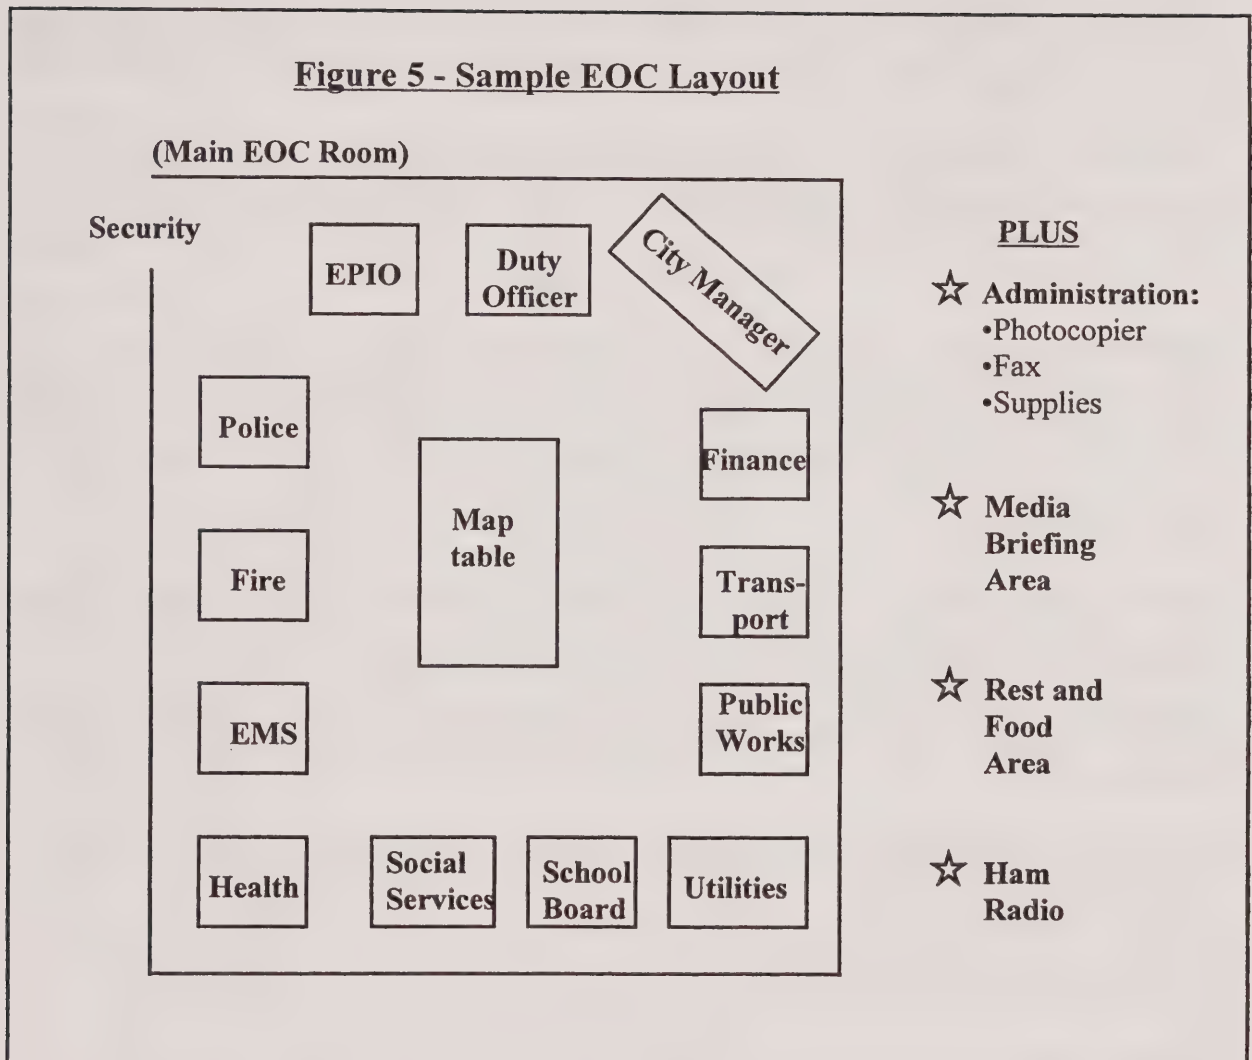 Figure 5 - Sample EOC Layout
(Main EOC Room)
Security
EPIO
Duty
Officer
City Manager
Police
Finance
Map
table
Fire
Trans-
port
EMS
Public
Works
Health
Social
Services
School
Board
Utilities
PLUS
☆ Administration:
•Photocopier
•Fax
•Supplies
☆ Media
Briefing
Area
☆ Rest and
Food
Area
☆ Ham
Radio